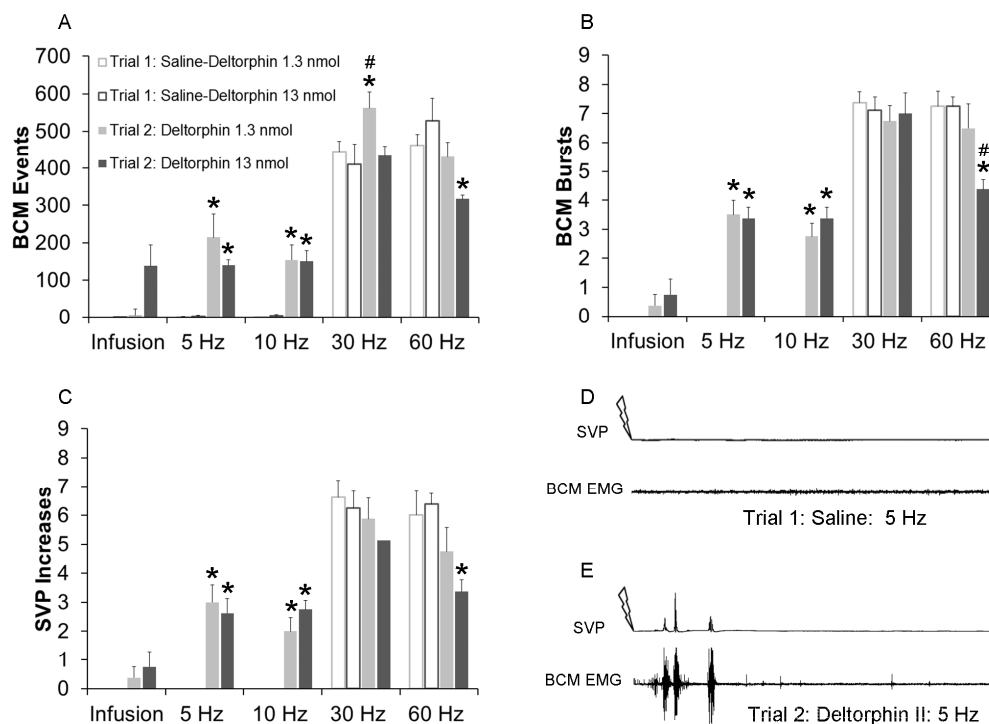 A
BCM Events
700
600
500
400
300
200
100
0
Trial 1: Saline-Deltorphin 1.3 nmol
Trial 1: Saline-Deltorphin 13 nmol
Trial 2: Deltorphin 1.3 nmol
Trial 2: Deltorphin 13 nmol
* * * * # * *
Infusion 5 Hz 10 Hz 30 Hz 60 Hz
B
BCM Bursts
9
8
7
6
5
4
3
2
1
0
* * * * # *
Infusion 5 Hz 10 Hz 30 Hz 60 Hz
C
SVP Increases
9
8
7
6
5
4
3
2
1
0
* * * * *
Infusion 5 Hz 10 Hz 30 Hz 60 Hz
D
SVP
BCM EMG
Trial 1: Saline: 5 Hz
E
SVP
BCM EMG
Trial 2: Deltorphin II: 5 Hz